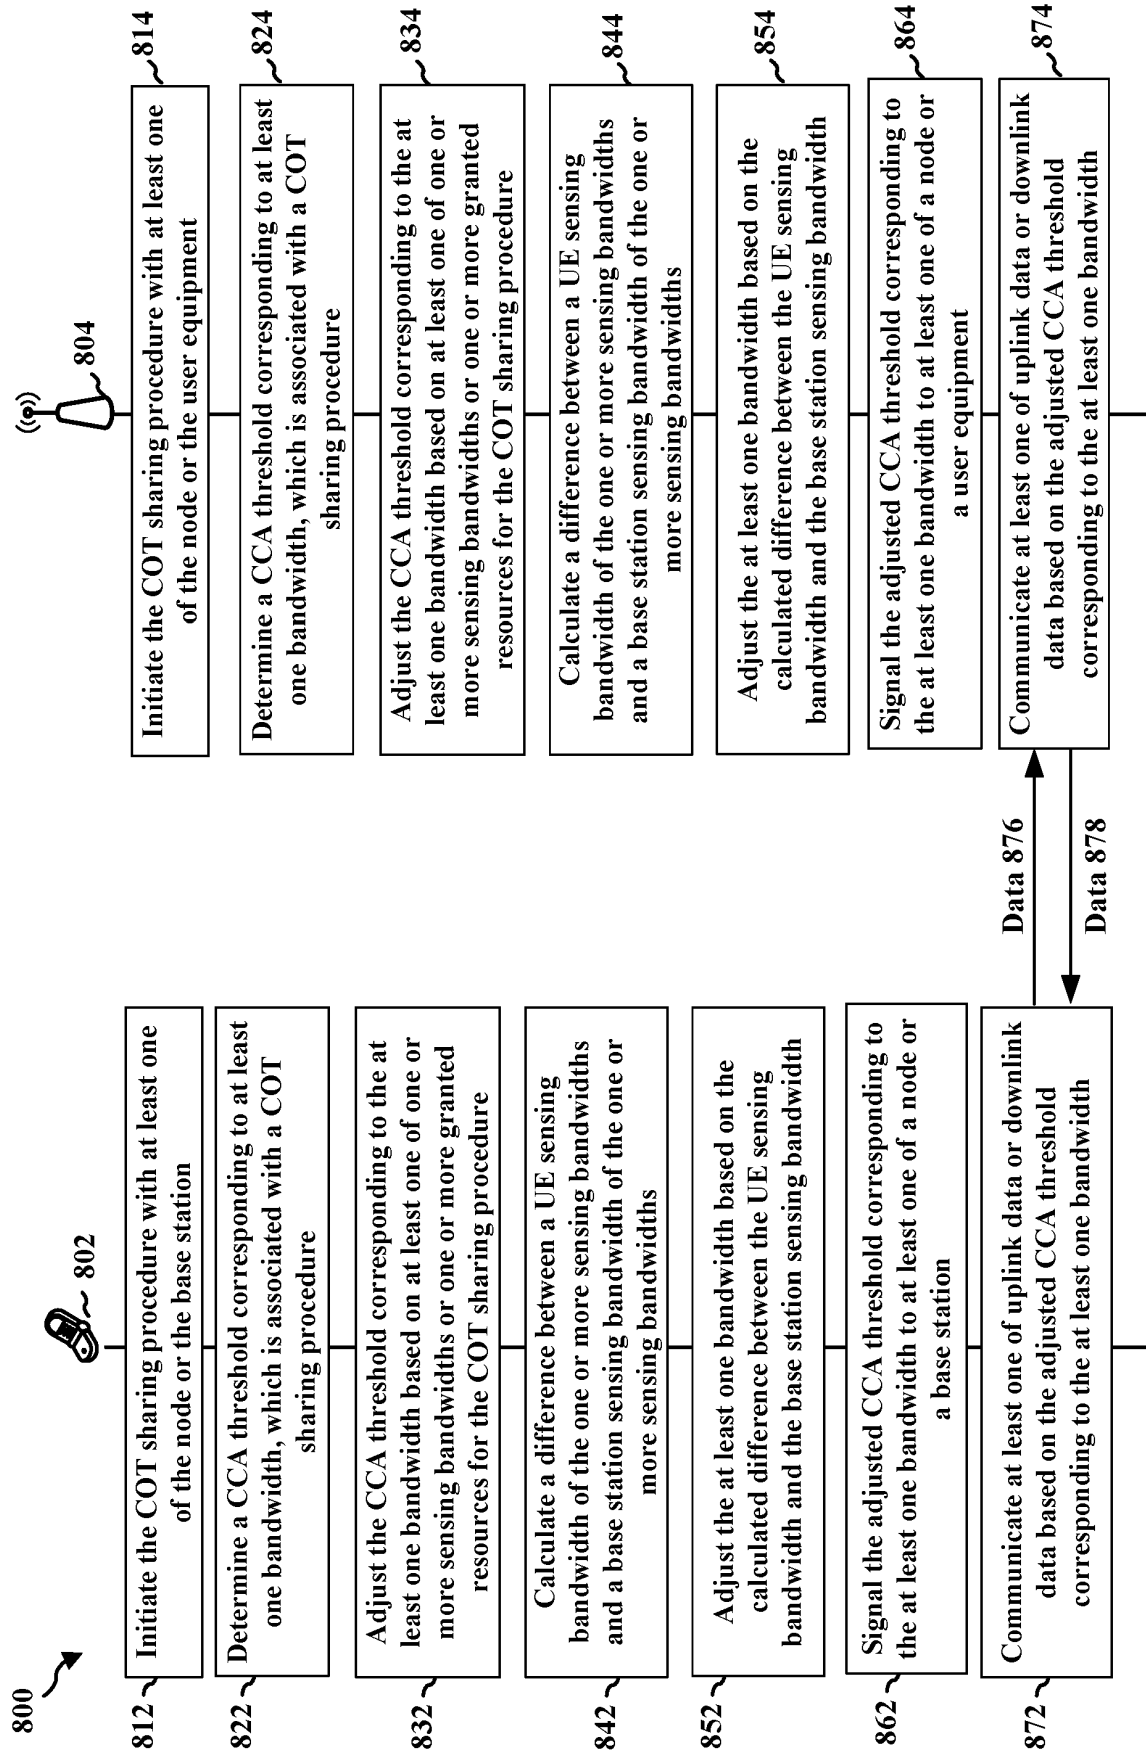 800
802
804
812
Initiate the COT sharing procedure with at least one
of the node or the base station
Initiate the COT sharing procedure with at least one
of the node or the user equipment
814
822
Determine a CCA threshold corresponding to at least
one bandwidth, which is associated with a COT
sharing procedure
Determine a CCA threshold corresponding to at least
one bandwidth, which is associated with a COT
sharing procedure
824
832
Adjust the CCA threshold corresponding to the at
least one bandwidth based on at least one of one or
more sensing bandwidths or one or more granted
resources for the COT sharing procedure
Adjust the CCA threshold corresponding to the at
least one bandwidth based on at least one of one or
more sensing bandwidths or one or more granted
resources for the COT sharing procedure
834
842
Calculate a difference between a UE sensing
bandwidth of the one or more sensing bandwidths
and a base station sensing bandwidth of the one or
more sensing bandwidths
Calculate a difference between a UE sensing
bandwidth of the one or more sensing bandwidths
and a base station sensing bandwidth of the one or
more sensing bandwidths
844
852
Adjust the at least one bandwidth based on the
calculated difference between the UE sensing
bandwidth and the base station sensing bandwidth
Adjust the at least one bandwidth based on the
calculated difference between the UE sensing
bandwidth and the base station sensing bandwidth
854
862
Signal the adjusted CCA threshold corresponding to
the at least one bandwidth to at least one of a node or
a base station
Signal the adjusted CCA threshold corresponding to
the at least one bandwidth to at least one of a node or
a user equipment
864
872
Communicate at least one of uplink data or downlink
data based on the adjusted CCA threshold
corresponding to the at least one bandwidth
Data 876
Data 878
Communicate at least one of uplink data or downlink
data based on the adjusted CCA threshold
corresponding to the at least one bandwidth
874